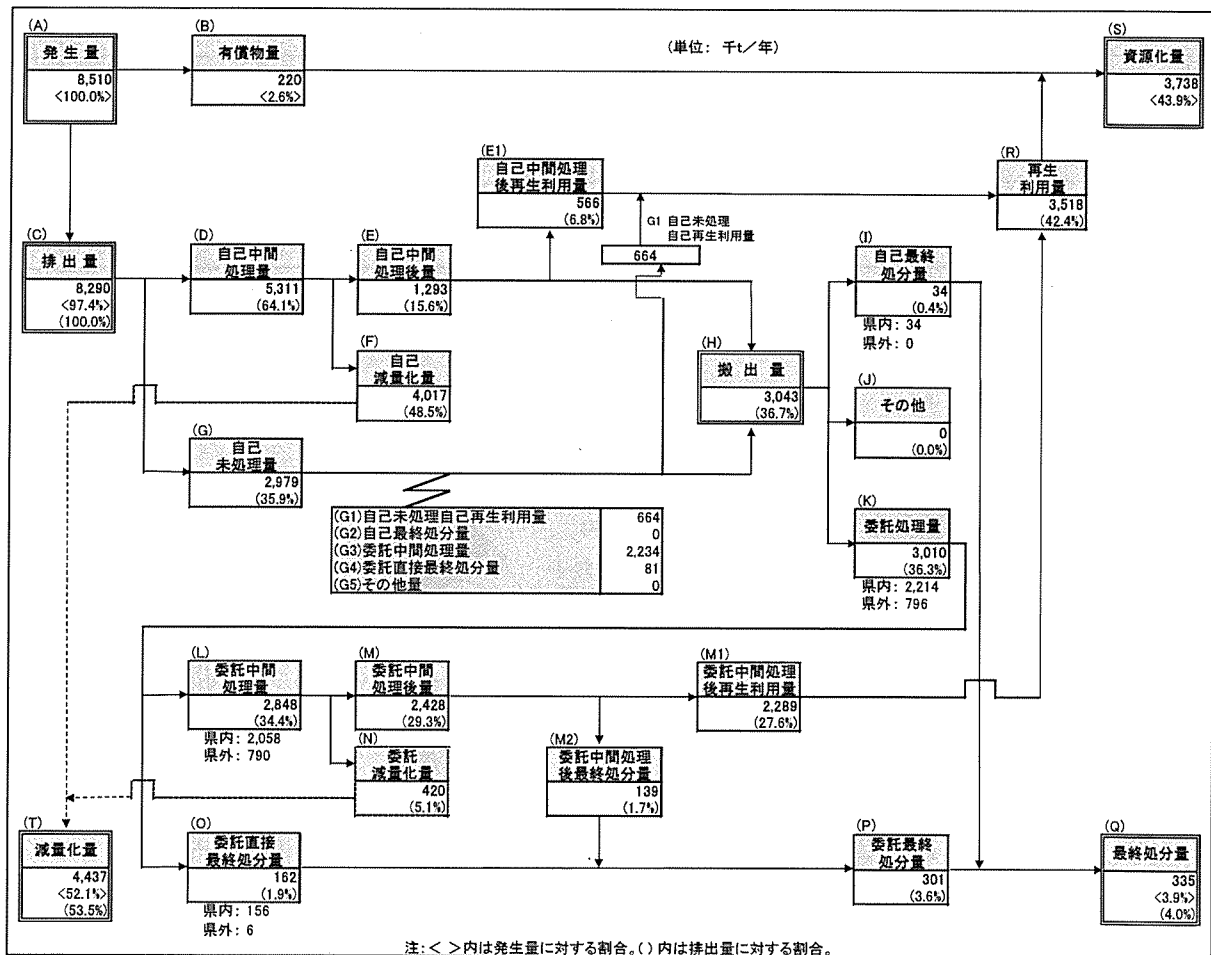 (A)
発生量
8,510
<100.0%>
(B)
有償物量
220
<2.6%>
(単位: 千t/年)
(S)
資源化量
3,738
<43.9%>
(E1)
自己中間処理
後再生利用量
566
(6.8%)
G1 自己未処理
自己再生利用量
664
(R)
再生
利用量
3,518
(42.4%)
(C)
排出量
8,290
<97.4%>
(100.0%)
(D)
自己中間
処理量
5,311
(64.1%)
(E)
自己中間
処理後量
1,293
(15.6%)
(F)
自己
減量化量
4,017
(48.5%)
(G)
自己
未処理量
2,979
(35.9%)
(H)
搬出量
3,043
(36.7%)
(I)
自己最終
処分量
34
(0.4%)
県内: 34
県外: 0
(J)
その他
0
(0.0%)
(K)
委託処理量
3,010
(36.3%)
県内: 2,214
県外: 796
(G1)自己未処理自己再生利用量 664
(G2)自己最終処分量 0
(G3)委託中間処理量 2,234
(G4)委託直接最終処分量 81
(G5)その他量 0
(L)
委託中間
処理量
2,848
(34.4%)
県内: 2,058
県外: 790
(M)
委託中間
処理後量
2,428
(29.3%)
(N)
委託
減量化量
420
(5.1%)
(M1)
委託中間処理
後再生利用量
2,289
(27.6%)
(M2)
委託中間処理
後最終処分量
139
(1.7%)
(T)
減量化量
4,437
<52.1%>
(53.5%)
(O)
委託直接
最終処分量
162
(1.9%)
県内: 156
県外: 6
(P)
委託最終
処分量
301
(3.6%)
(Q)
最終処分量
335
<3.9%>
(4.0%)
注:< >内は発生量に対する割合。( )内は排出量に対する割合。